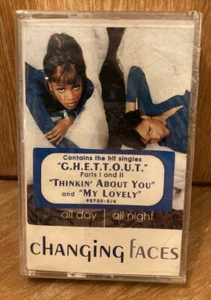 Contains the hit singles
"G.H.E.T.T.O.U.T."
Parts I and II
"THINKIN' ABOUT YOU"
and "MY LOVELY"
all day | all night
changing faces